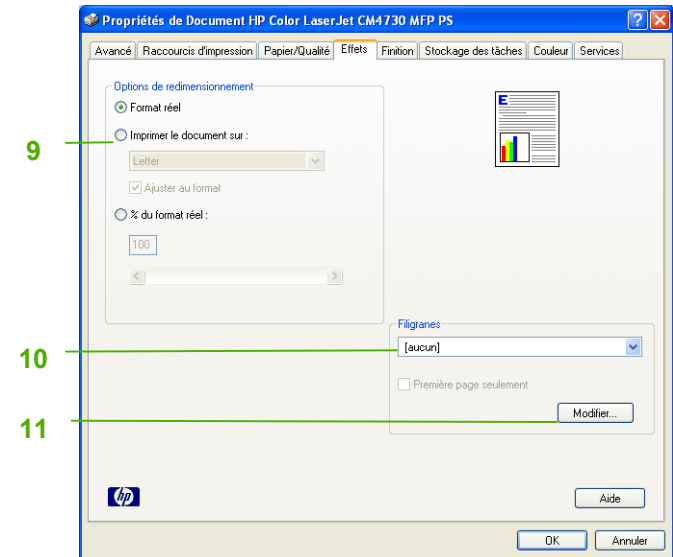 Propriétés de Document HP Color LaserJet CM4730 MFP PS
Avancé Raccourcis d'impression Papier/Qualité Effets Finition Stockage des tâches Couleur Services
Options de redimensionnement
Format réel
9 Imprimer le document sur :
Letter
Ajuster au format
% du format réel :
100
E
Filigranes
10 [aucun]
Première page seulement
11 Modifier...
hp
Aide
OK Annuler